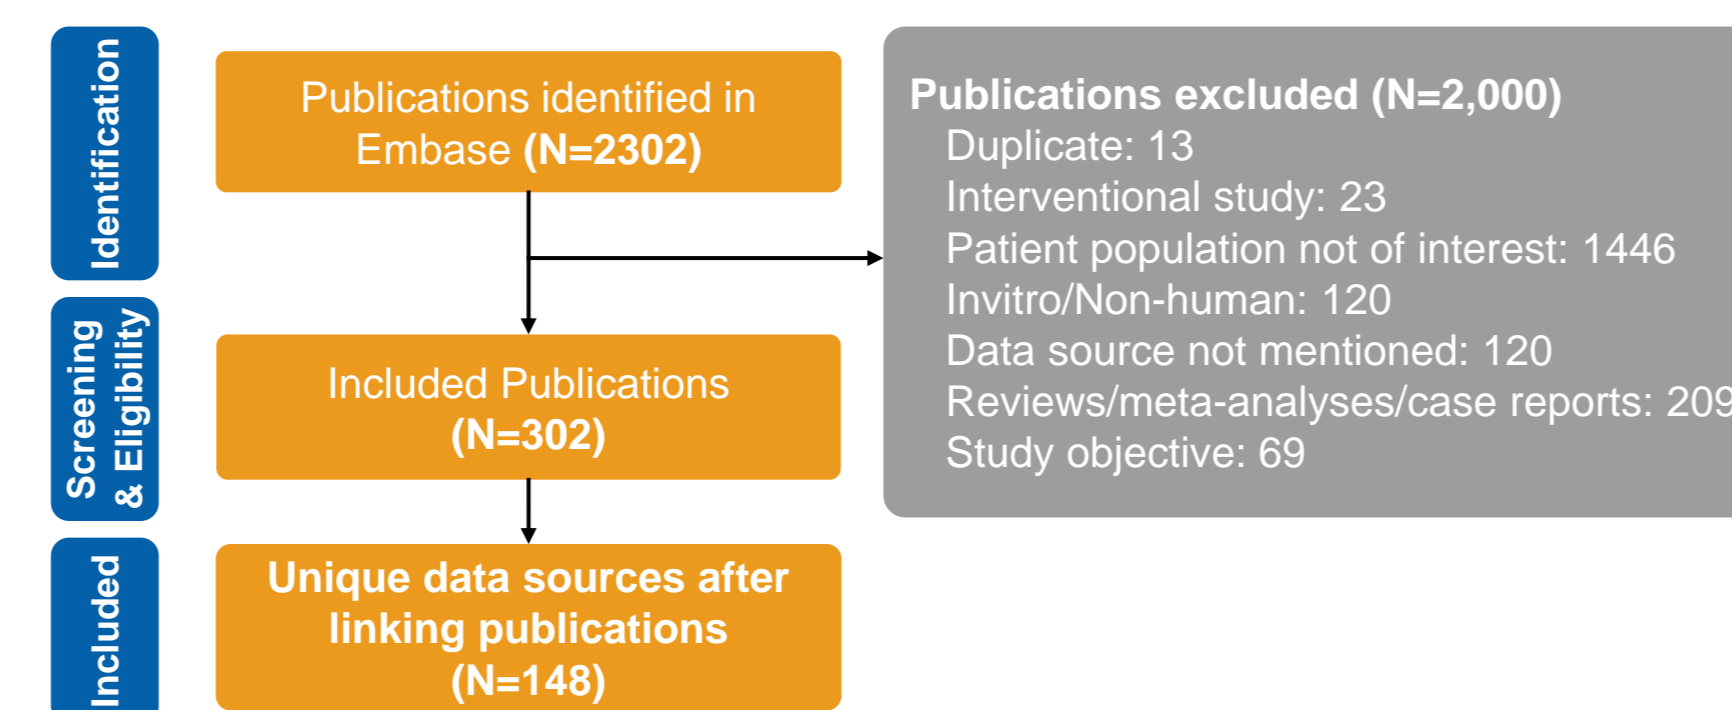 Identification
Publications identified in
Embase (N=2302)
Publications excluded (N=2,000)
Duplicate: 13
Interventional study: 23
Patient population not of interest: 1446
Invitro/Non-human: 120
Data source not mentioned: 120
Reviews/meta-analyses/case reports: 209
Study objective: 69
Screening
& Eligibility
Included Publications
(N=302)
Included
Unique data sources after
linking publications
(N=148)